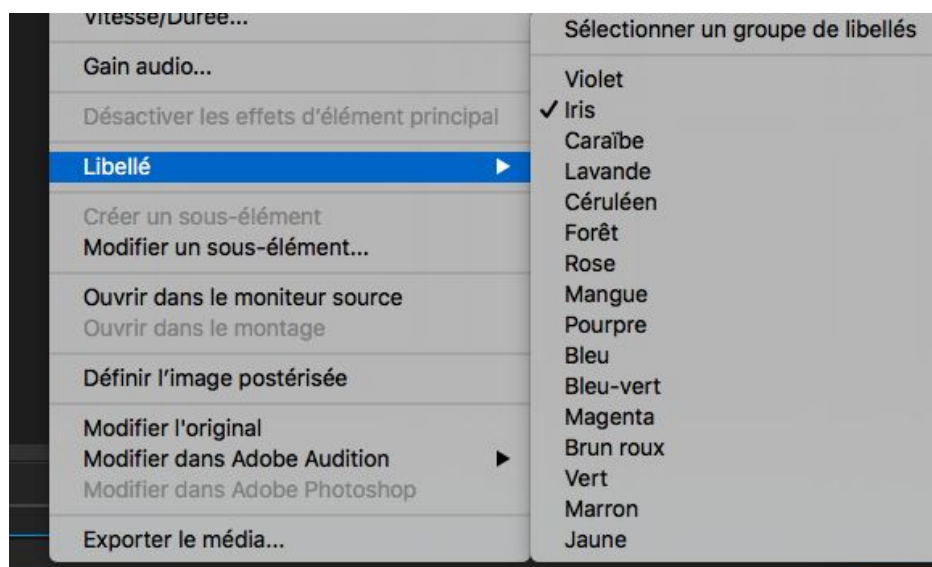 Vitesse/Durée...
Gain audio...
Désactiver les effets d'élément principal
Libellé
Créer un sous-élément
Modifier un sous-élément...
Ouvrir dans le moniteur source
Ouvrir dans le montage
Définir l'image postérisée
Modifier l'original
Modifier dans Adobe Audition
Modifier dans Adobe Photoshop
Exporter le média...
Sélectionner un groupe de libellés
Violet
Iris
Caraïbe
Lavande
Céruléen
Forêt
Rose
Mangue
Pourpre
Bleu
Bleu-vert
Magenta
Brun roux
Vert
Marron
Jaune